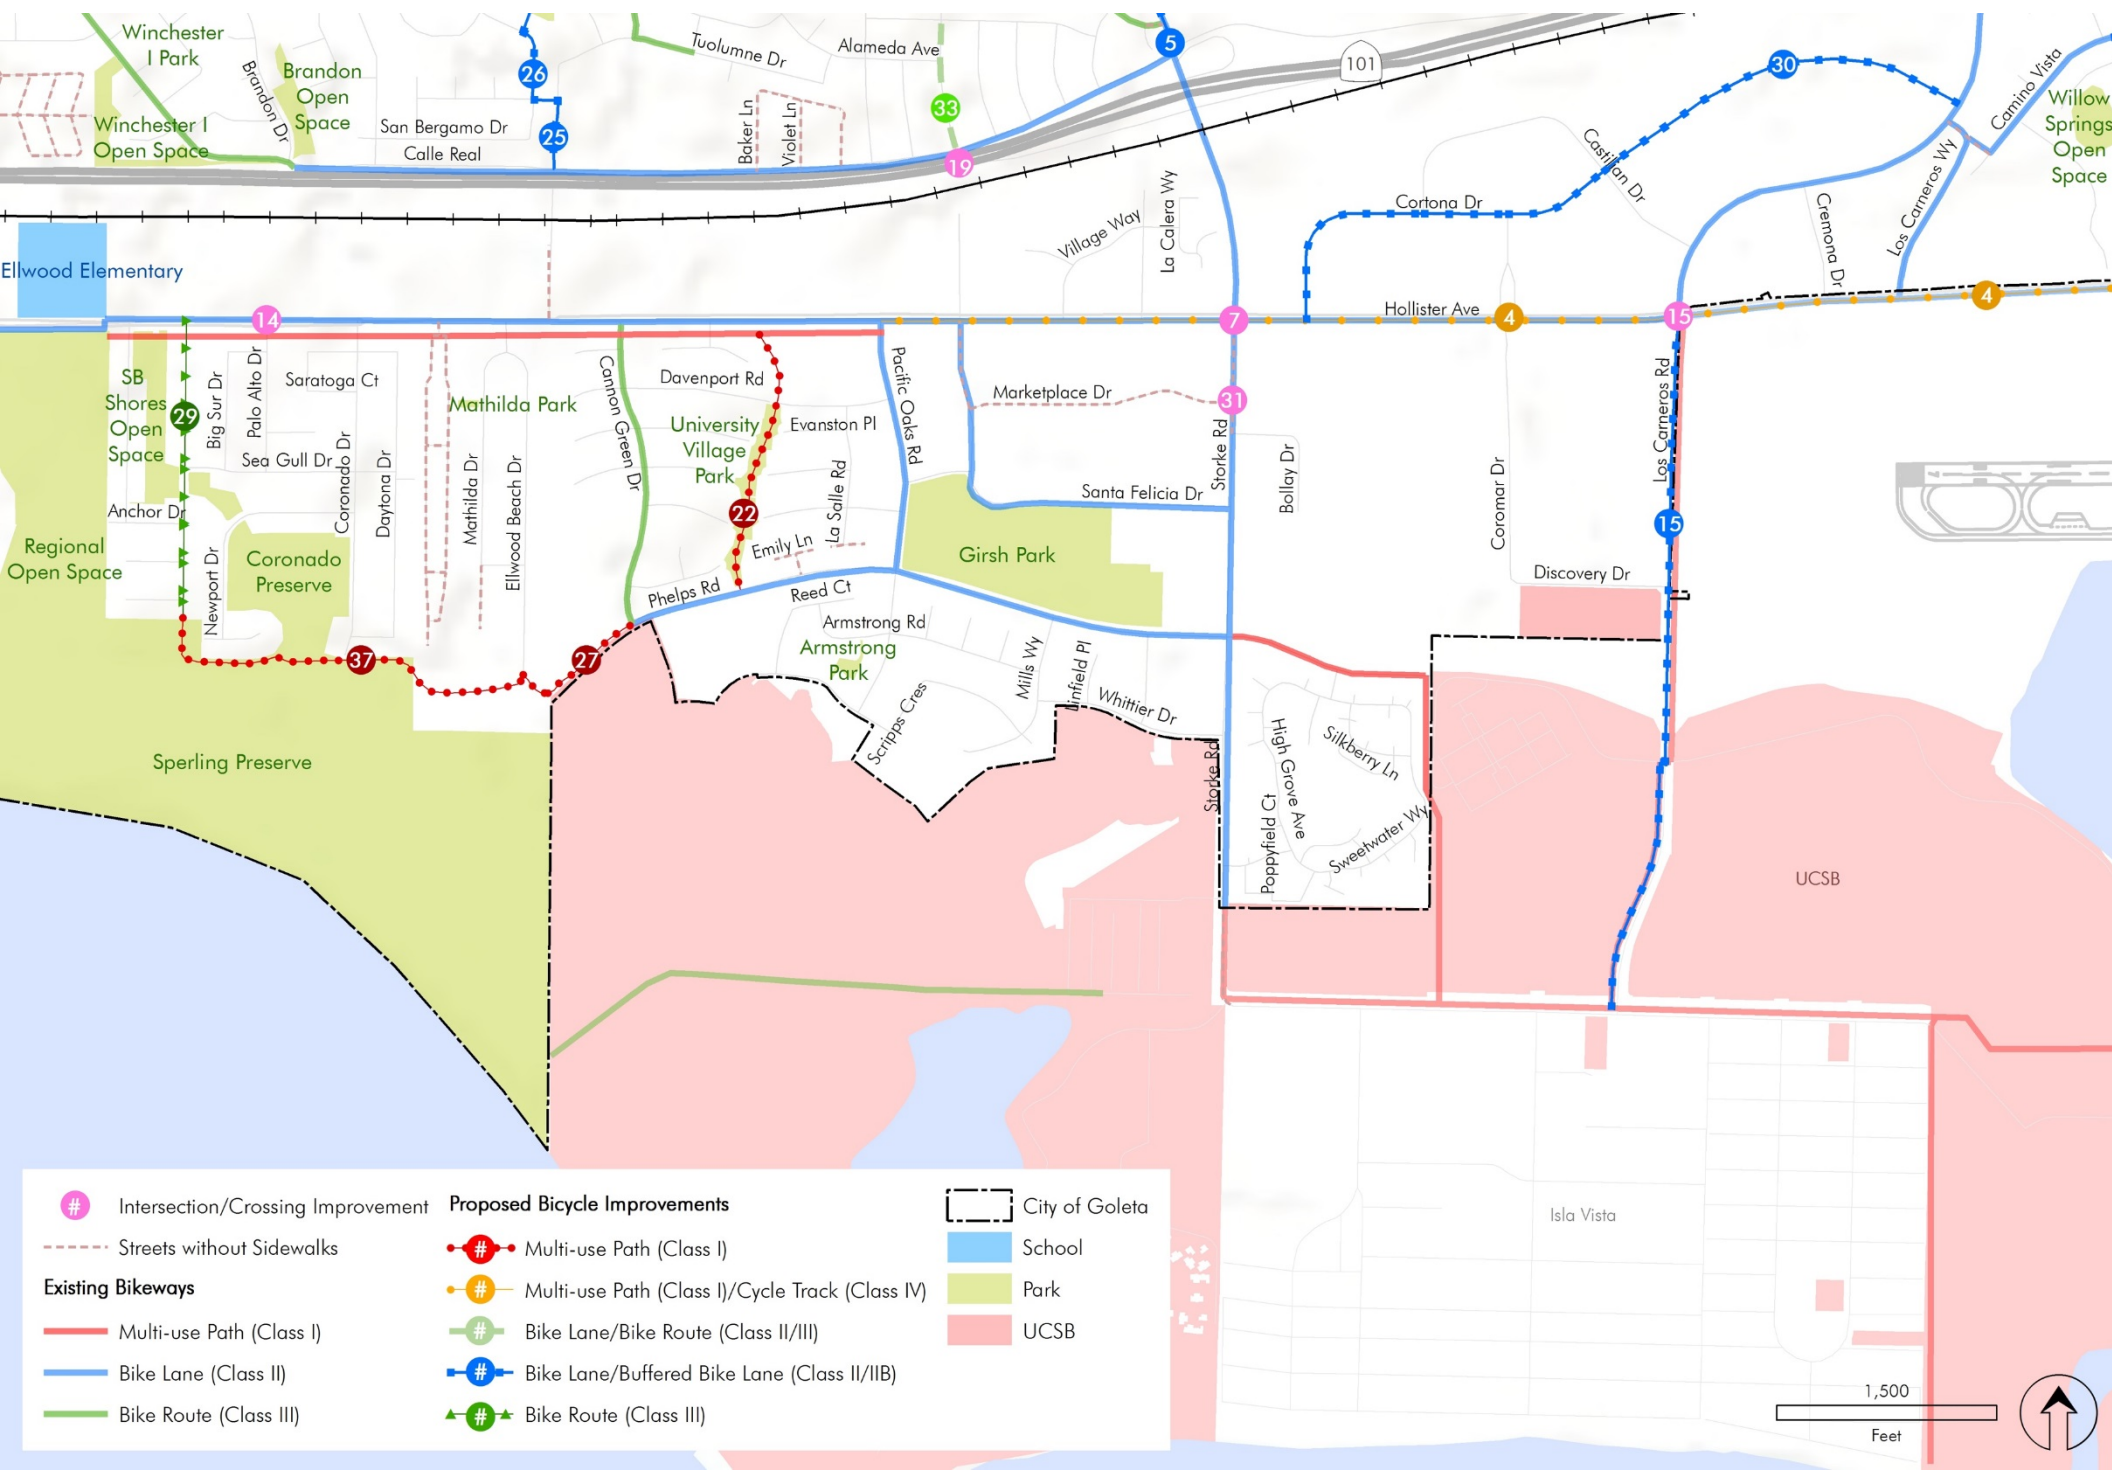 Winchester
I Park
Brandon Dr
Brandon
Open
Space
Winchester I
Open Space
26
25
San Bergamo Dr
Calle Real
Tuolumne Dr
Alameda Ave
33
Baker Ln
Violet Ln
19
5
101
30
Camino Vista
Willow
Springs
Open
Space
Castilian Dr
Cortona Dr
Cremona Dr
Los Carneros Wy
Village Way
La Calera Wy
Ellwood Elementary
14
7
Hollister Ave
4
15
4
SB
Shores
Open
Space
29
Big Sur Dr
Palo Alto Dr
Saratoga Ct
Sea Gull Dr
Coronado Dr
Daytona Dr
Mathilda Park
Mathilda Dr
Ellwood Beach Dr
Cannon Green Dr
Davenport Rd
University
Village
Park
Evanston Pl
22
La Salle Rd
Emily Ln
Pacific Oaks Rd
Marketplace Dr
31
Storke Rd
Santa Felicia Dr
Bollay Dr
Coromar Dr
Los Carneros Rd
15
Anchor Dr
Regional
Open Space
Newport Dr
Coronado
Preserve
37
27
Phelps Rd
Reed Ct
Girsh Park
Discovery Dr
Armstrong Rd
Armstrong
Park
Scripps Cres
Mills Wy
Linfield Pl
Whittier Dr
Storke Rd
High Grove Ave
Silkberry Ln
Poppyfield Ct
Sweetwater Wy
Sperling Preserve
UCSB
Isla Vista
# Intersection/Crossing Improvement
Streets without Sidewalks
Existing Bikeways
Multi-use Path (Class I)
Bike Lane (Class II)
Bike Route (Class III)
Proposed Bicycle Improvements
# Multi-use Path (Class I)
# Multi-use Path (Class I)/Cycle Track (Class IV)
# Bike Lane/Bike Route (Class II/III)
# Bike Lane/Buffered Bike Lane (Class II/IIB)
# Bike Route (Class III)
City of Goleta
School
Park
UCSB
1,500
Feet